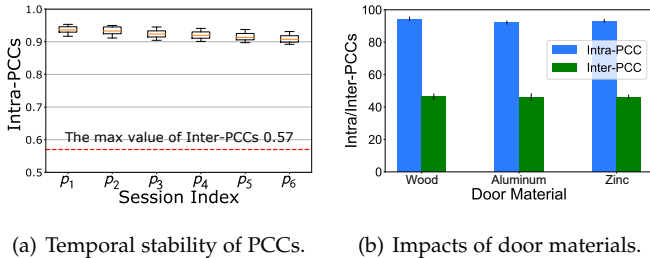 1.0
0.9
0.8
0.9
0.6
0.5
Intra-PCCs
The max value of Inter-PCCs 0.57
p1 p2 p3 p4 p5 p6
Session Index
(a) Temporal stability of PCCs.
100
80
60
40
20
0
Intra/Inter-PCCs
Intra-PCC
Inter-PCC
Wood Aluminum Zinc
Door Material
(b) Impacts of door materials.